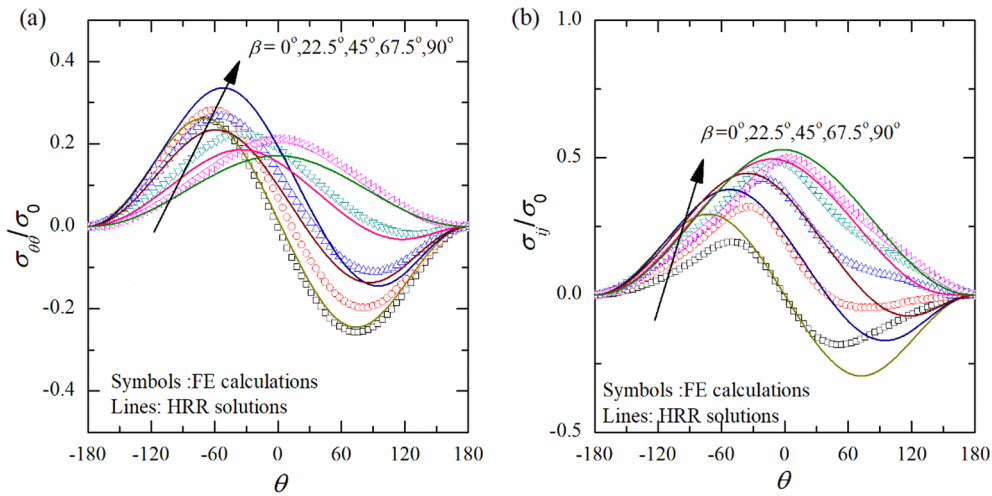 (a)
β = 0°,22.5°,45°,67.5°,90°
0.4
0.2
0.0
-0.2
-0.4
σθθ/σ0
Symbols :FE calculations
Lines: HRR solutions
-180 -120 -60 0 60 120 180
θ
(b)
1.0
β=0°,22.5°,45°,67.5°,90°
0.5
0.0
-0.5
σij/σ0
Symbols :FE calculations
Lines: HRR solutions
-180 -120 -60 0 60 120 180
θ